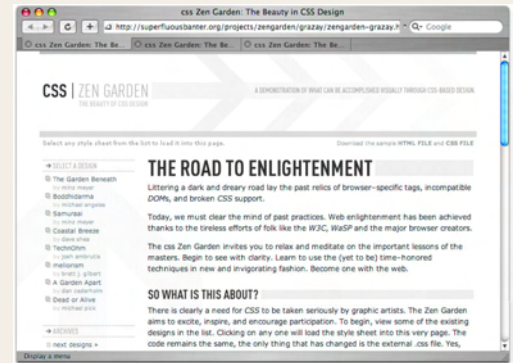 css Zen Garden: The Beauty in CSS Design
http://superfluousbanter.org/projects/zengarden/grazay/zengarden-grazay.h
Google
css Zen Garden: The Be...
css Zen Garden: The Be...
css Zen Garden: The Be...
CSS | ZEN GARDEN
THE BEAUTY OF CSS DESIGN
A DEMONSTRATION OF WHAT CAN BE ACCOMPLISHED VISUALLY THROUGH CSS-BASED DESIGN.
Select any style sheet from the list to load it into this page.
Download the sample HTML FILE and CSS FILE
SELECT A DESIGN
The Garden Beneath
by minz meyer
Boddhidarma
by michael angeles
Samuraai
by minz meyer
Coastal Breeze
by dave shea
TechnOhm
by josh ambrutis
mellorism
by brett j. gilbert
A Garden Apart
by dan cederholm
Dead or Alive
by michael pick
ARCHIVES
next designs »
THE ROAD TO ENLIGHTENMENT
Littering a dark and dreary road lay the past relics of browser-specific tags, incompatible
DOMs, and broken CSS support.
Today, we must clear the mind of past practices. Web enlightenment has been achieved
thanks to the tireless efforts of folk like the W3C, WaSP and the major browser creators.
The css Zen Garden invites you to relax and meditate on the important lessons of the
masters. Begin to see with clarity. Learn to use the (yet to be) time-honored
techniques in new and invigorating fashion. Become one with the web.
SO WHAT IS THIS ABOUT?
There is clearly a need for CSS to be taken seriously by graphic artists. The Zen Garden
aims to excite, inspire, and encourage participation. To begin, view some of the existing
designs in the list. Clicking on any one will load the style sheet into this very page. The
code remains the same, the only thing that has changed is the external .css file. Yes,
Display a menu